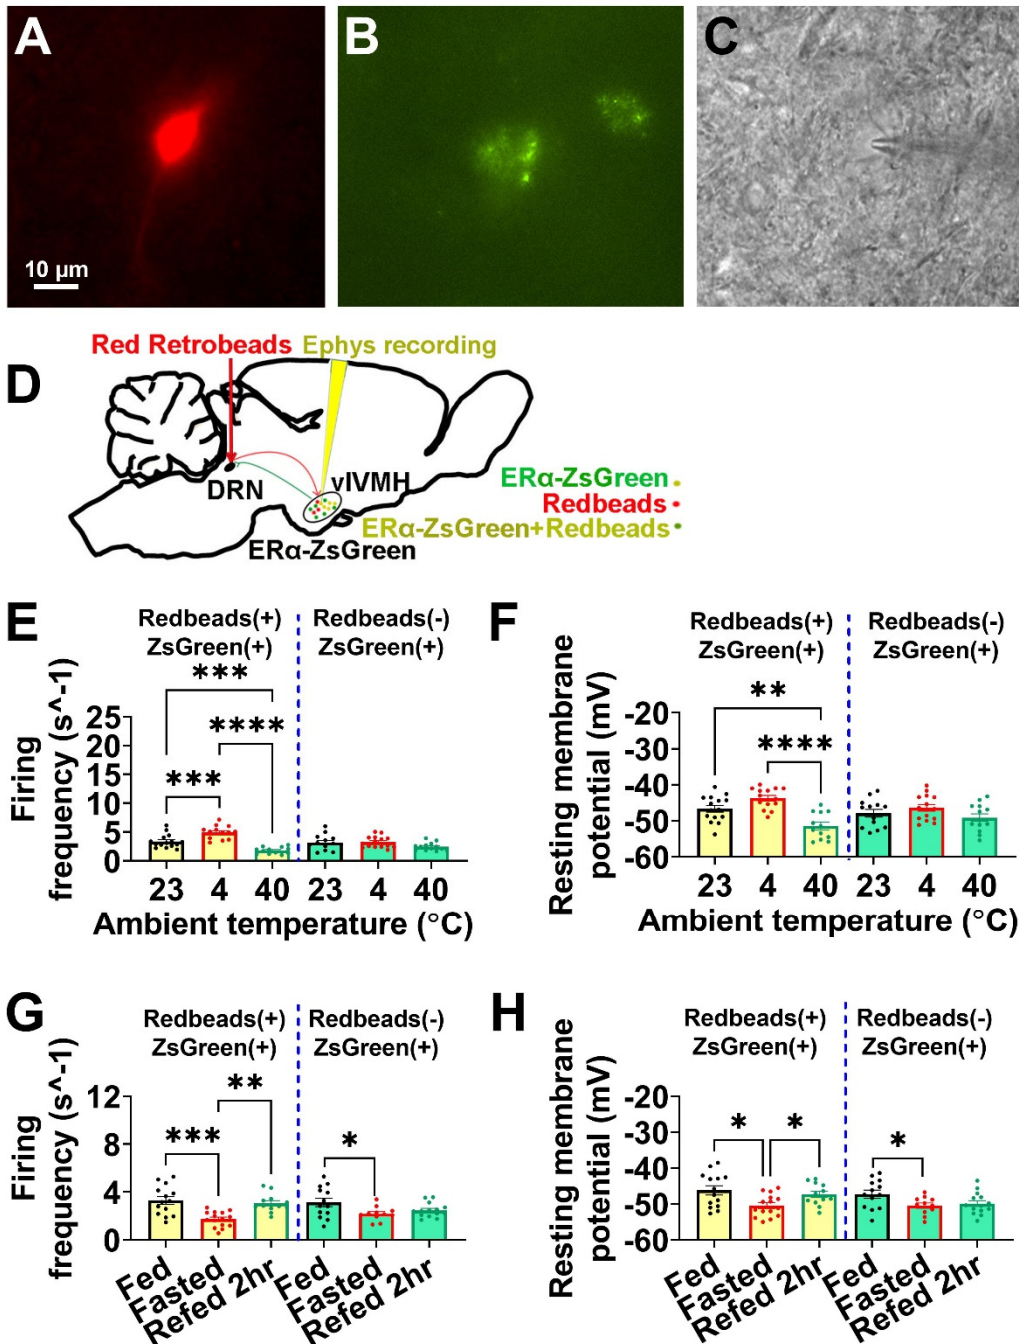 A
B
C
10 µm
D
Red Retrobeads
Ephys recording
DRN
vlVMH
ERα-ZsGreen
ERα-ZsGreen
Redbeads
ERα-ZsGreen+Redbeads
E
Redbeads(+)
ZsGreen(+)
Redbeads(-)
ZsGreen(+)
***
****
***
Firing
frequency (s^-1)
25
20
15
10
5
0
23 4 40 23 4 40
Ambient temperature (°C)
F
Redbeads(+)
ZsGreen(+)
Redbeads(-)
ZsGreen(+)
**
****
Resting membrane
potential (mV)
-20
-30
-40
-50
-60
23 4 40 23 4 40
Ambient temperature (°C)
G
Redbeads(+)
ZsGreen(+)
Redbeads(-)
ZsGreen(+)
**
***
*
Firing
frequency (s^-1)
12
8
4
0
Fed
Fasted
Refed 2hr
Fed
Fasted
Refed 2hr
H
Redbeads(+)
ZsGreen(+)
Redbeads(-)
ZsGreen(+)
*
*
*
Resting membrane
potential (mV)
-20
-30
-40
-50
-60
Fed
Fasted
Refed 2hr
Fed
Fasted
Refed 2hr